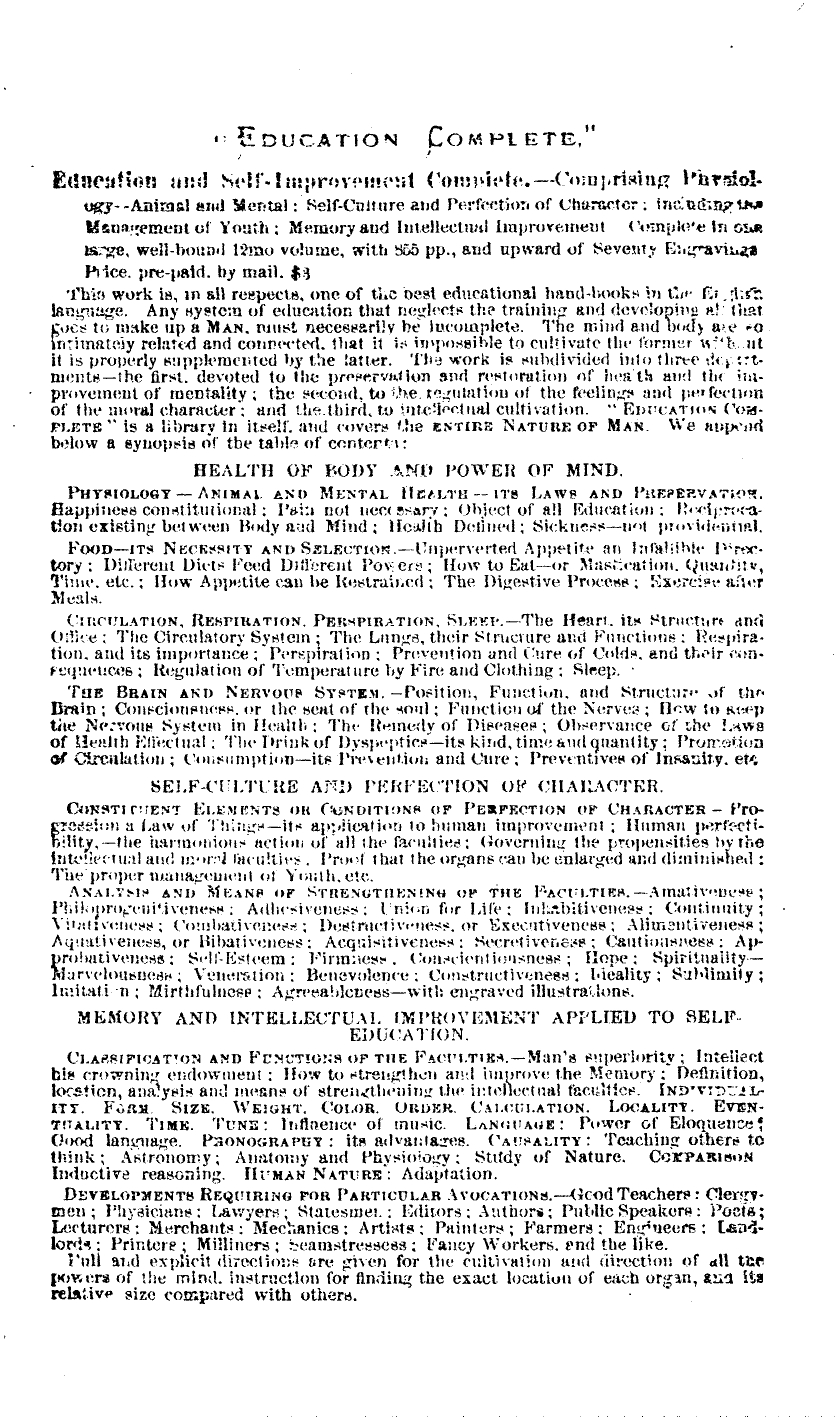 "EDUCATION COMPLETE."
Education and Self-Improvement Complete.—Comprising Physiol-
ogy--Animal and Mental; Self-Culture and Perfection of Character; including the
Management of Youth; Memory and Intellectual Improvement Complete in one
large, well-bound 12mo volume, with 855 pp., and upward of Seventy Engravings
Price, pre-paid, by mail, $3
This work is, in all respects, one of the best educational hand-books in the
language. Any system of education that neglects the training and developing all that
goes to make up a MAN, must necessarily be incomplete. The mind and body are so
intimately related and connected, that it is impossible to cultivate the former without
it is properly supplemented by the latter. The work is subdivided into three depart-
ments—the first, devoted to the preservation and restoration of health and the im-
provement of mentality; the second, to the regulation of the feelings and perfection
of the moral character; and the third, to intellectual cultivation. "EDUCATION COM-
PLETE" is a library in itself, and covers the ENTIRE NATURE OF MAN. We append
below a synopsis of the table of contents:
HEALTH OF BODY AND POWER OF MIND.
PHYSIOLOGY—ANIMAL AND MENTAL HEALTH—ITS LAWS AND PRESERVATION.
Happiness constitutional; Pain not necessary; Object of all Education; Reciproca-
tion existing between Body and Mind; Health Defined; Sickness—not providential.
FOOD—ITS NECESSITY AND SELECTION.—Unperverted Appetite an Infallible Direc-
tory; Different Diets Feed Different Powers; How to Eat—or Mastication, Quantity,
Time, etc.; How Appetite can be Restrained; The Digestive Process; Exercise after
Meals.
CIRCULATION, RESPIRATION, PERSPIRATION, SLEEP.—The Heart, its Structure and
Office; The Circulatory System; The Lungs, their Structure and Functions; Respira-
tion, and its importance; Perspiration; Prevention and Cure of Colds, and their con-
sequences; Regulation of Temperature by Fire and Clothing; Sleep.
THE BRAIN AND NERVOUS SYSTEM.—Position, Function, and Structure of the
Brain; Consciousness, or the seat of the soul; Function of the Nerves; How to keep
the Nervous System in Health; The Remedy of Diseases; Observance of the Laws
of Health Effectual; The Drink of Dyspeptics—its kind, time and quantity; Promotion
of Circulation; Consumption—its Prevention and Cure; Preventives of Insanity, etc
SELF-CULTURE AND PERFECTION OF CHARACTER.
CONSTITUENT ELEMENTS OR CONDITIONS OF PERFECTION OF CHARACTER – Pro-
gression a Law of Things—its application to human improvement; Human perfecti-
bility,—the harmonious action of all the faculties; Governing the propensities by the
Intellectual and moral faculties. Proof that the organs can be enlarged and diminished:
The proper management of Youth, etc.
ANALYSIS AND MEANS OF STRENGTHENING OF THE FACULTIES.—Amativeness;
Philoprogenitiveness; Adhesiveness; Union for Life; Inhabitiveness; Continuity;
Vitativeness; Combativeness; Destructiveness, or Executiveness; Alimentiveness;
Aquativeness, or Bibativeness; Acquisitiveness; Secretiveness; Cautiousness; Ap-
probativeness; Self-Esteem; Firmness, Conscientiousness; Hope; Spirituality—
Marvelousness; Veneration; Benevolence; Constructiveness; Ideality; Sublimity;
Imitation; Mirthfulness; Agreeableness—with engraved illustrations.
MEMORY AND INTELLECTUAL IMPROVEMENT APPLIED TO SELF-
EDUCATION.
CLASSIFICATION AND FUNCTIONS OF THE FACULTIES.—Man's superiority; Intellect
his crowning endowment; How to strengthen and improve the Memory; Definition,
location, analysis and means of strengthening the intellectual faculties. INDIVIDUAL-
ITY. FORM. SIZE. WEIGHT. COLOR. ORDER. CALCULATION. LOCALITY. EVEN-
TUALITY. TIME. TUNE: Influence of music. LANGUAGE: Power of Eloquence;
Good language. PHONOGRAPHY: its advantages. CAUSALITY: Teaching others to
think; Astronomy; Anatomy and Physiology; Study of Nature. COMPARISON
Inductive reasoning. HUMAN NATURE: Adaptation.
DEVELOPMENTS REQUIRING FOR PARTICULAR AVOCATIONS.—Good Teachers: Clergy-
men; Physicians; Lawyers; Statesmen; Editors; Authors; Public Speakers: Poets;
Lecturers; Merchants; Mechanics; Artists; Painters; Farmers; Engineers; Land-
lords; Printers; Milliners; Seamstresses; Fancy Workers, and the like.
Full and explicit directions are given for the cultivation and direction of all the
powers of the mind, instruction for finding the exact location of each organ, and its
relative size compared with others.